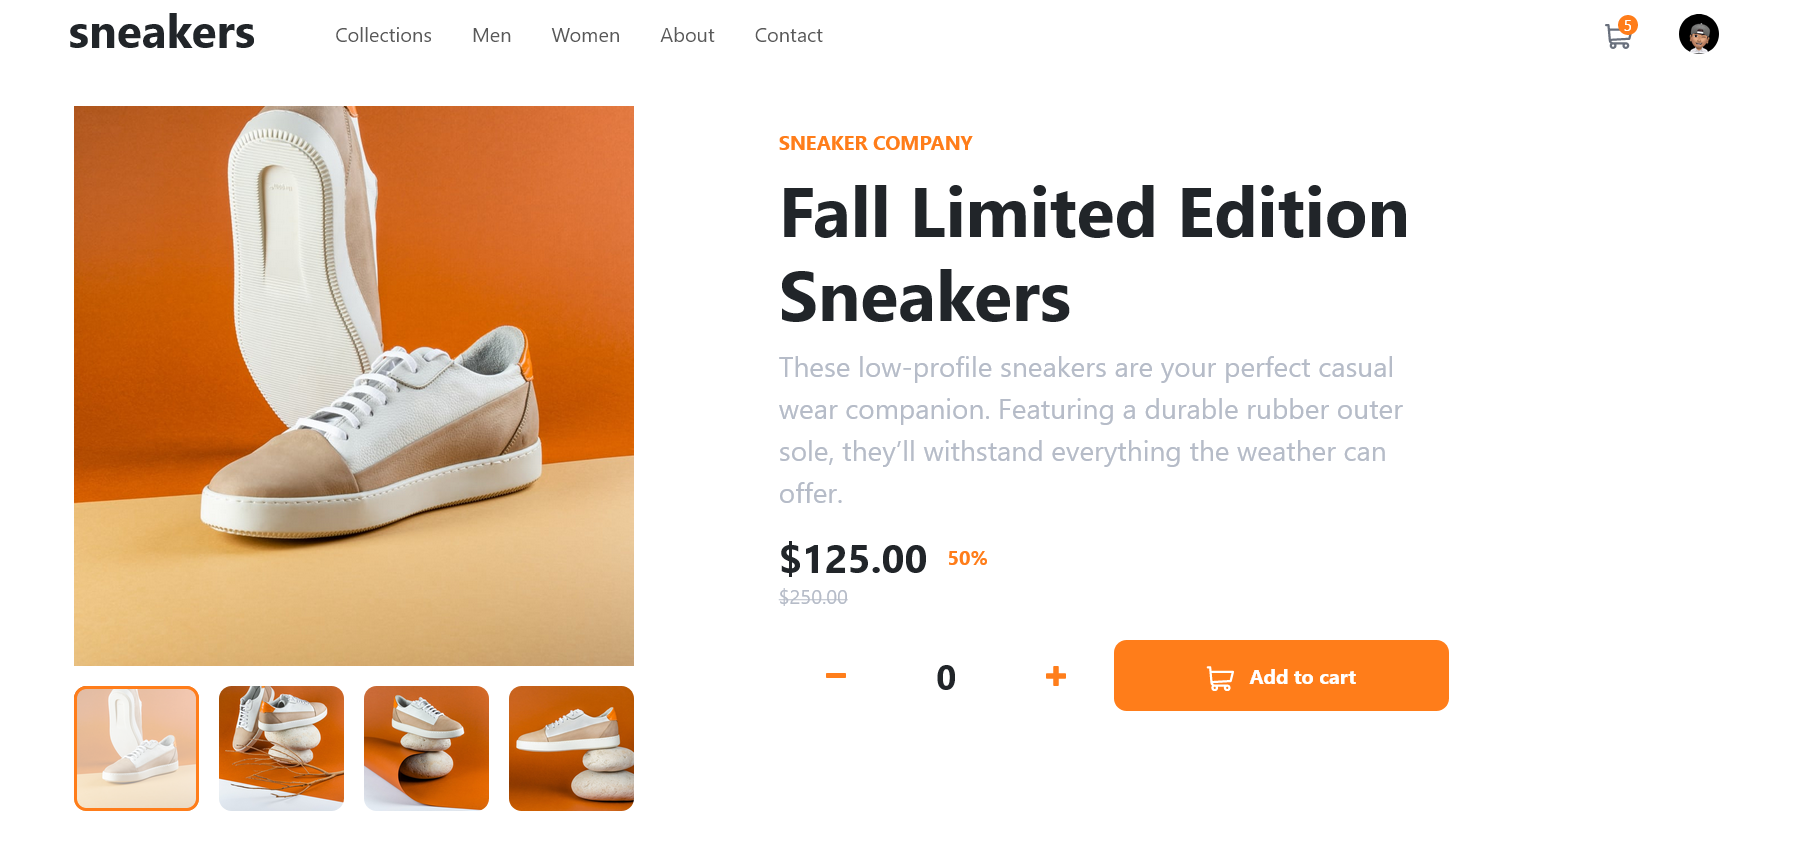 sneakers
Collections Men Women About Contact
5
SNEAKER COMPANY
Fall Limited Edition
Sneakers
These low-profile sneakers are your perfect casual
wear companion. Featuring a durable rubber outer
sole, they’ll withstand everything the weather can
offer.
$125.00 50%
$250.00
0 Add to cart